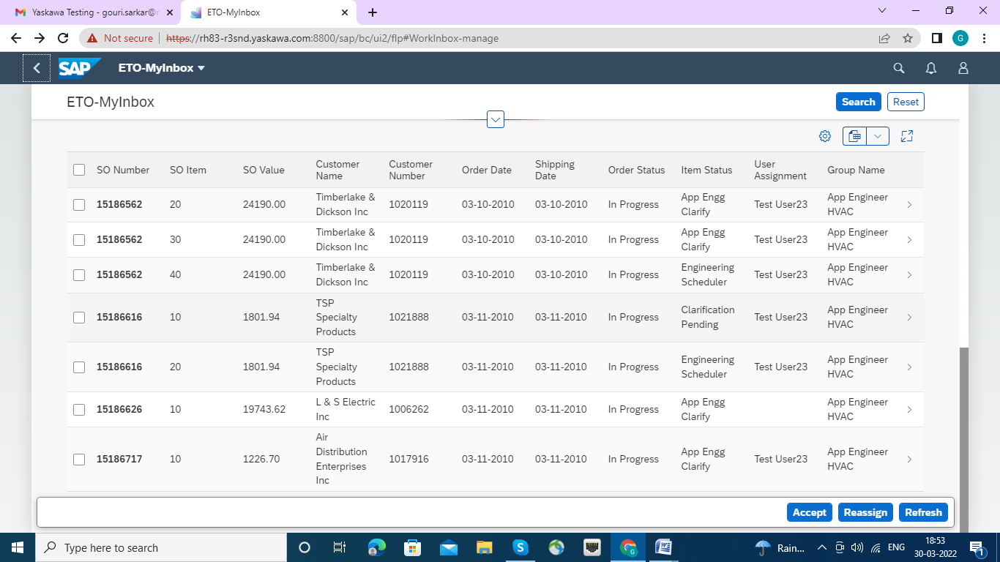 Yaskawa Testing - gouri.sarkar@
ETO-MyInbox
Not secure | https://rh83-r3snd.yaskawa.com:8800/sap/bc/ui2/flp#WorkInbox-manage
G
SAP ETO-MyInbox
ETO-MyInbox
Search Reset
SO Number SO Item SO Value Customer Name Customer Number Order Date Shipping Date Order Status Item Status User Assignment Group Name
15186562 20 24190.00 Timberlake & Dickson Inc 1020119 03-10-2010 03-10-2010 In Progress App Engg Clarify Test User23 App Engineer HVAC
15186562 30 24190.00 Timberlake & Dickson Inc 1020119 03-10-2010 03-10-2010 In Progress App Engg Clarify Test User23 App Engineer HVAC
15186562 40 24190.00 Timberlake & Dickson Inc 1020119 03-10-2010 03-10-2010 In Progress Engineering Scheduler Test User23 App Engineer HVAC
15186616 10 1801.94 TSP Specialty Products 1021888 03-11-2010 03-11-2010 In Progress Clarification Pending Test User23 App Engineer HVAC
15186616 20 1801.94 TSP Specialty Products 1021888 03-11-2010 03-11-2010 In Progress Engineering Scheduler Test User23 App Engineer HVAC
15186626 10 19743.62 L & S Electric Inc 1006262 03-11-2010 03-11-2010 In Progress App Engg Clarify App Engineer HVAC
15186717 10 1226.70 Air Distribution Enterprises Inc 1017916 03-11-2010 03-11-2010 In Progress App Engg Clarify Test User23 App Engineer HVAC
Accept Reassign Refresh
Type here to search
Rain... ENG 18:53
30-03-2022
1